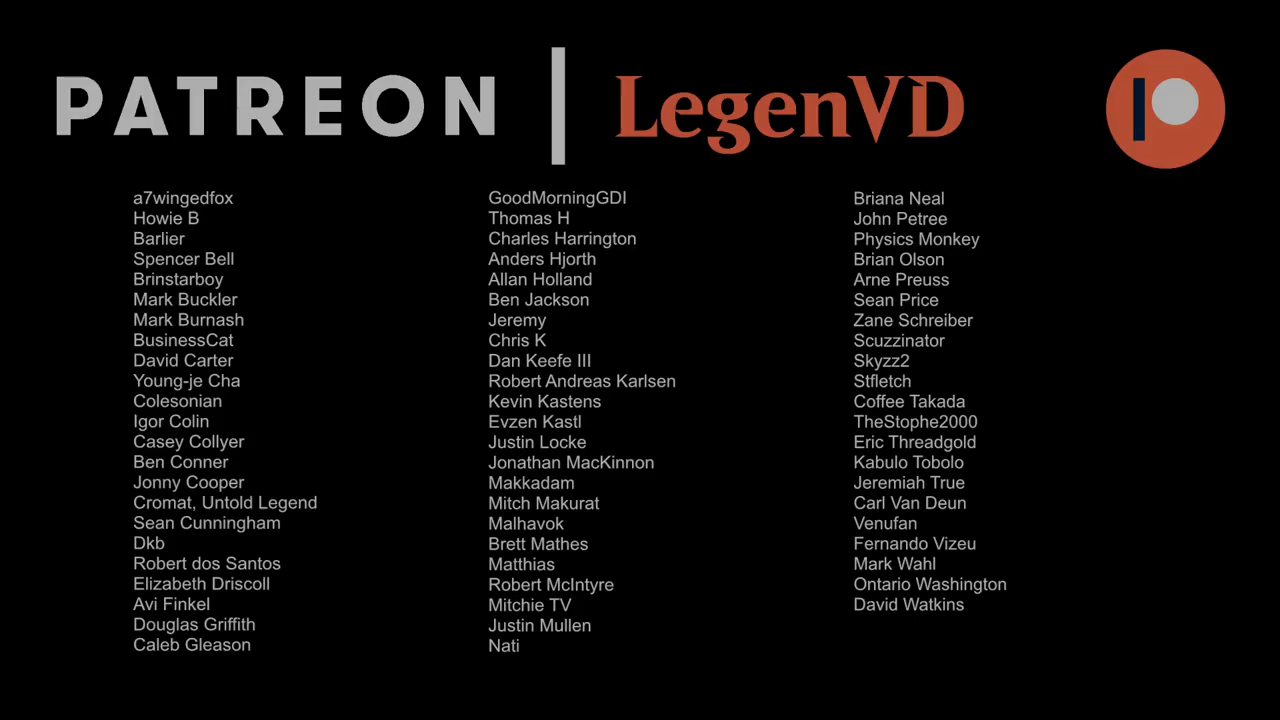 PATREON | LegenVD
a7wingedfox
Howie B
Barlier
Spencer Bell
Brinstarboy
Mark Buckler
Mark Burnash
BusinessCat
David Carter
Young-je Cha
Colesonian
Igor Colin
Casey Collyer
Ben Conner
Jonny Cooper
Cromat, Untold Legend
Sean Cunningham
Dkb
Robert dos Santos
Elizabeth Driscoll
Avi Finkel
Douglas Griffith
Caleb Gleason
GoodMorningGDI
Thomas H
Charles Harrington
Anders Hjorth
Allan Holland
Ben Jackson
Jeremy
Chris K
Dan Keefe III
Robert Andreas Karlsen
Kevin Kastens
Evzen Kastl
Justin Locke
Jonathan MacKinnon
Makkadam
Mitch Makurat
Malhavok
Brett Mathes
Matthias
Robert McIntyre
Mitchie TV
Justin Mullen
Nati
Briana Neal
John Petree
Physics Monkey
Brian Olson
Arne Preuss
Sean Price
Zane Schreiber
Scuzzinator
Skyzz2
Stfletch
Coffee Takada
TheStophe2000
Eric Threadgold
Kabulo Tobolo
Jeremiah True
Carl Van Deun
Venufan
Fernando Vizeu
Mark Wahl
Ontario Washington
David Watkins